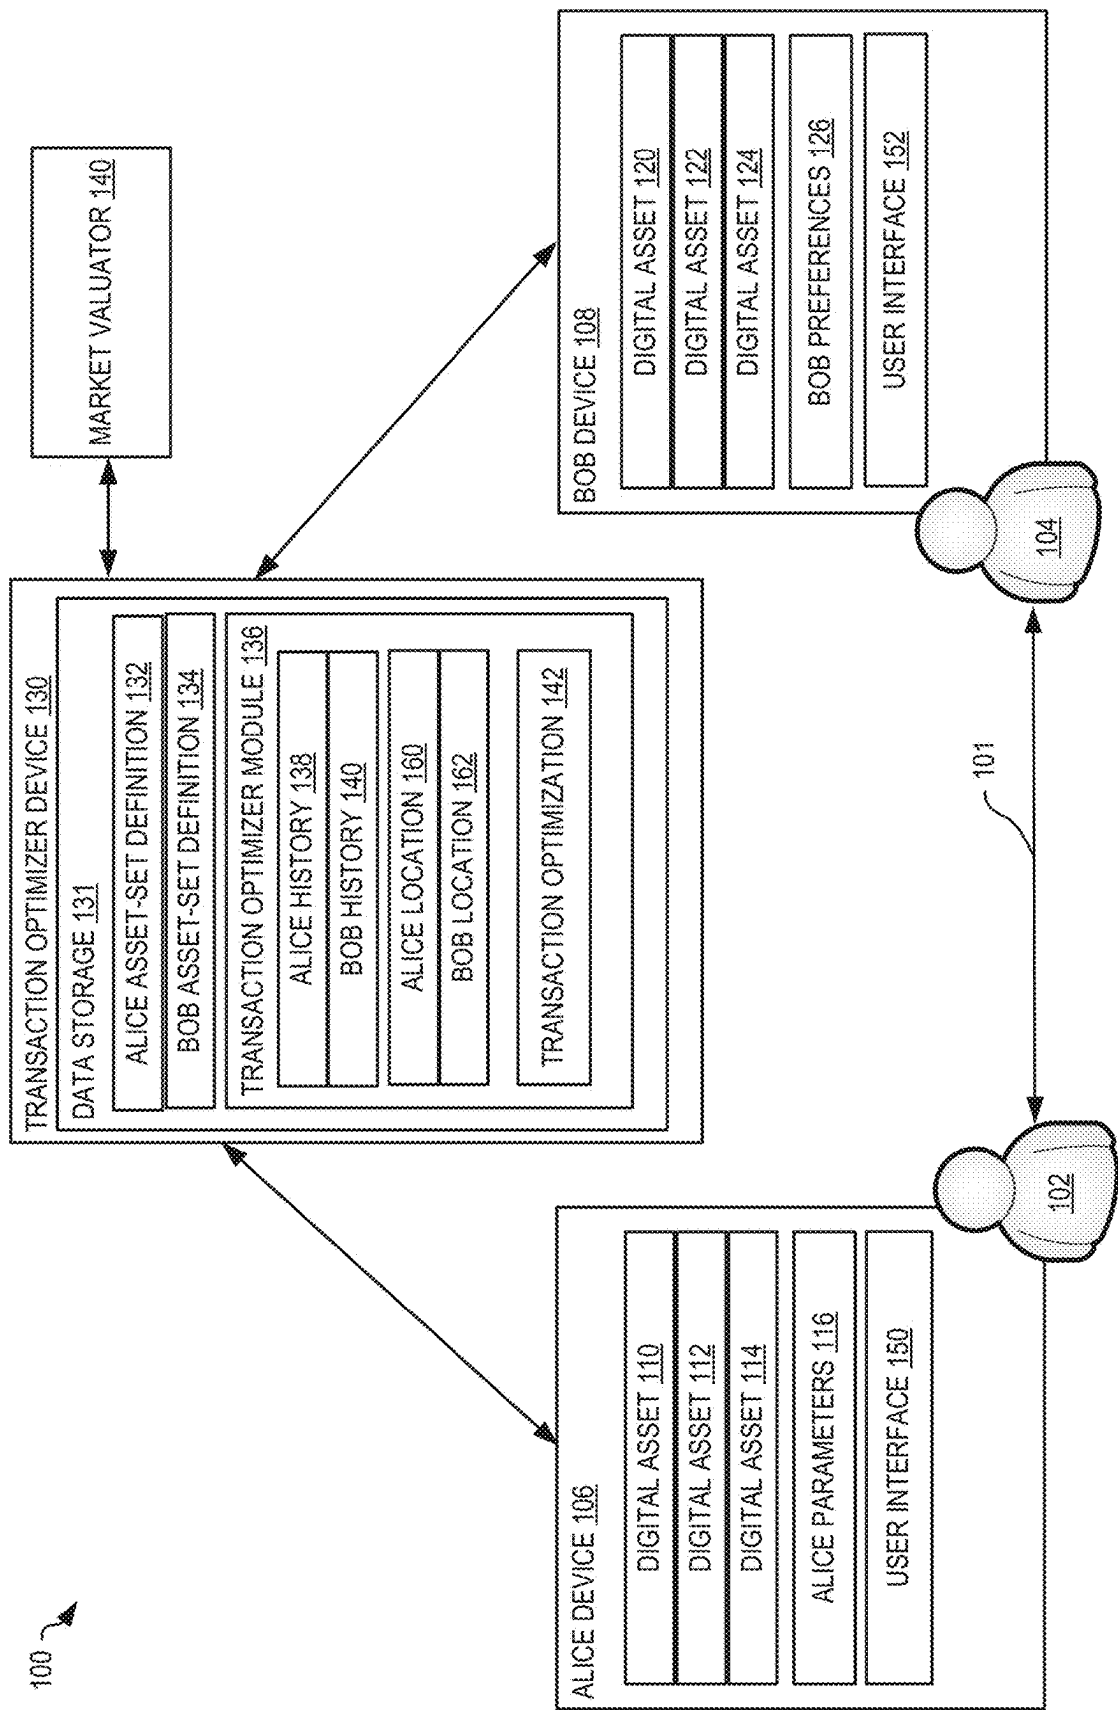 100
TRANSACTION OPTIMIZER DEVICE 130
DATA STORAGE 131
ALICE ASSET-SET DEFINITION 132
BOB ASSET-SET DEFINITION 134
TRANSACTION OPTIMIZER MODULE 136
ALICE HISTORY 138
BOB HISTORY 140
ALICE LOCATION 160
BOB LOCATION 162
TRANSACTION OPTIMIZATION 142
MARKET VALUATOR 140
ALICE DEVICE 106
DIGITAL ASSET 110
DIGITAL ASSET 112
DIGITAL ASSET 114
ALICE PARAMETERS 116
USER INTERFACE 150
102
101
BOB DEVICE 108
DIGITAL ASSET 120
DIGITAL ASSET 122
DIGITAL ASSET 124
BOB PREFERENCES 126
USER INTERFACE 152
104